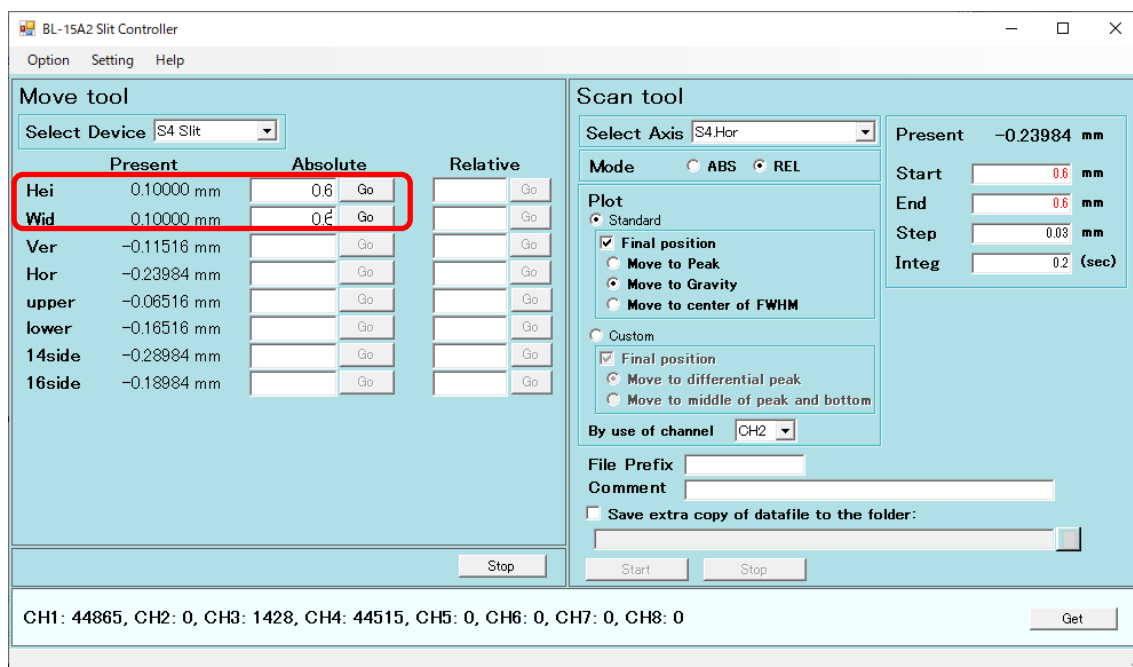 BL-15A2 Slit Controller
Option Setting Help
Move tool
Select Device S4 Slit
Present Absolute Relative
Hei 0.10000 mm 0.6 Go Go
Wid 0.10000 mm 0.6 Go Go
Ver -0.11516 mm Go Go
Hor -0.23984 mm Go Go
upper -0.06516 mm Go Go
lower -0.16516 mm Go Go
14side -0.28984 mm Go Go
16side -0.18984 mm Go Go
Stop
Scan tool
Select Axis S4.Hor
Mode ABS REL
Plot
Standard
Final position
Move to Peak
Move to Gravity
Move to center of FWHM
Custom
Final position
Move to differential peak
Move to middle of peak and bottom
By use of channel CH2
Present -0.23984 mm
Start 0.6 mm
End 0.6 mm
Step 0.03 mm
Integ 0.2 (sec)
File Prefix
Comment
Save extra copy of datafile to the folder:
Start Stop
CH1: 44865, CH2: 0, CH3: 1428, CH4: 44515, CH5: 0, CH6: 0, CH7: 0, CH8: 0
Get